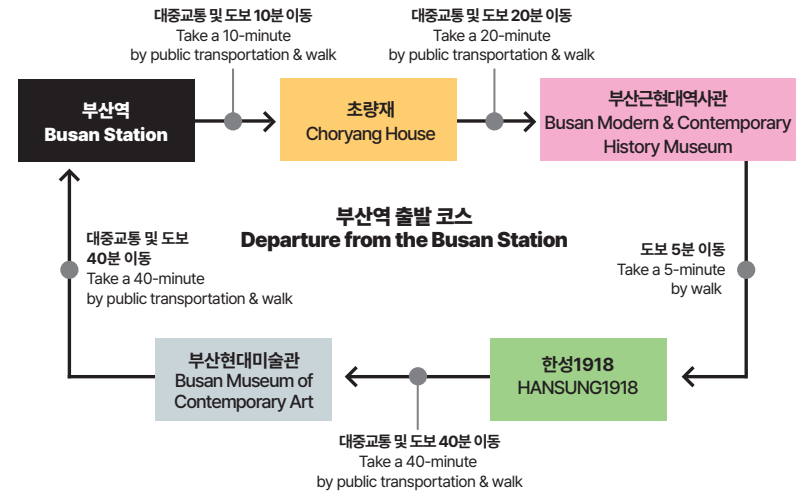 대중교통 및 도보 10분 이동
Take a 10-minute
by public transportation & walk
대중교통 및 도보 20분 이동
Take a 20-minute
by public transportation & walk
부산역
Busan Station
초량재
Choryang House
부산근현대역사관
Busan Modern & Contemporary
History Museum
부산역 출발 코스
Departure from the Busan Station
대중교통 및 도보
40분 이동
Take a 40-minute
by public transportation & walk
도보 5분 이동
Take a 5-minute
by walk
부산현대미술관
Busan Museum of
Contemporary Art
한성1918
HANSUNG1918
대중교통 및 도보 40분 이동
Take a 40-minute
by public transportation & walk